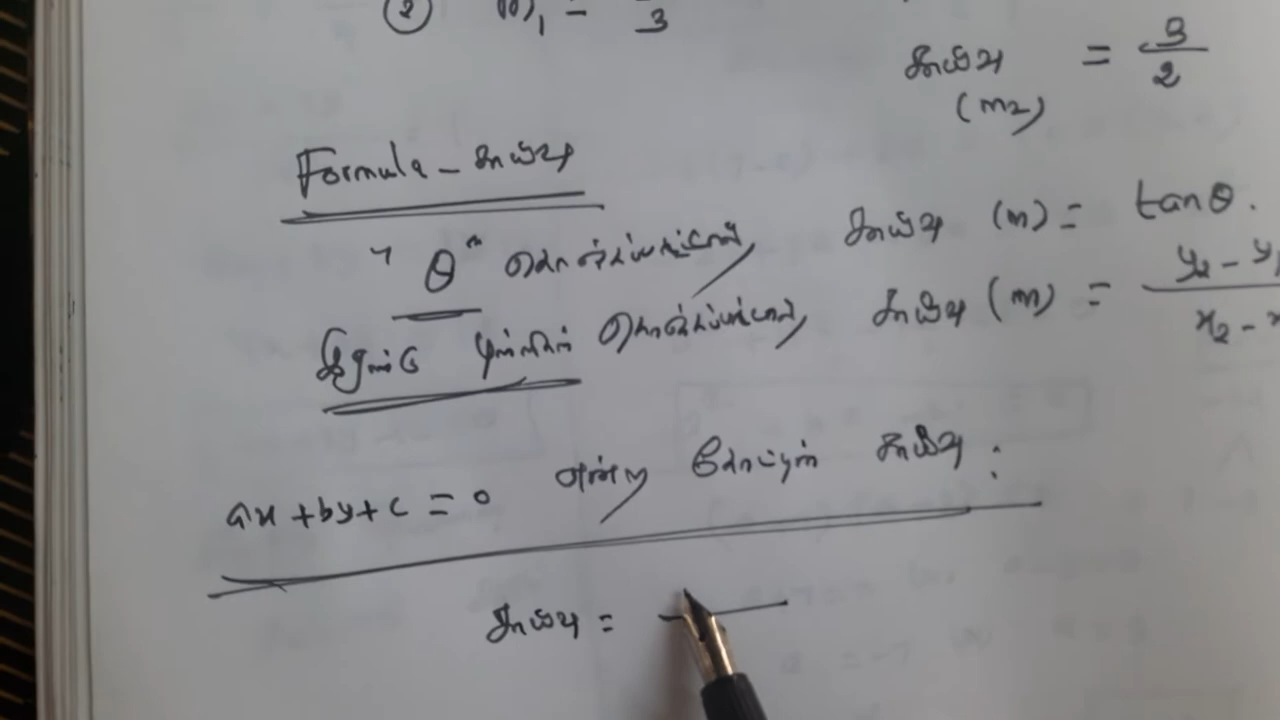 ② m₁ = 3
சாய்வு (m₂) = 3/2
Formula - சாய்வு
"θ" கொடுக்கப்பட்டால், சாய்வு (m) = tanθ.
இரண்டு புள்ளிகள் கொடுக்கப்பட்டால், சாய்வு (m) = y₂ - y₁ / x₂ - x
ax + by + c = 0 என்ற கோட்டின் சாய்வு :
சாய்வு =